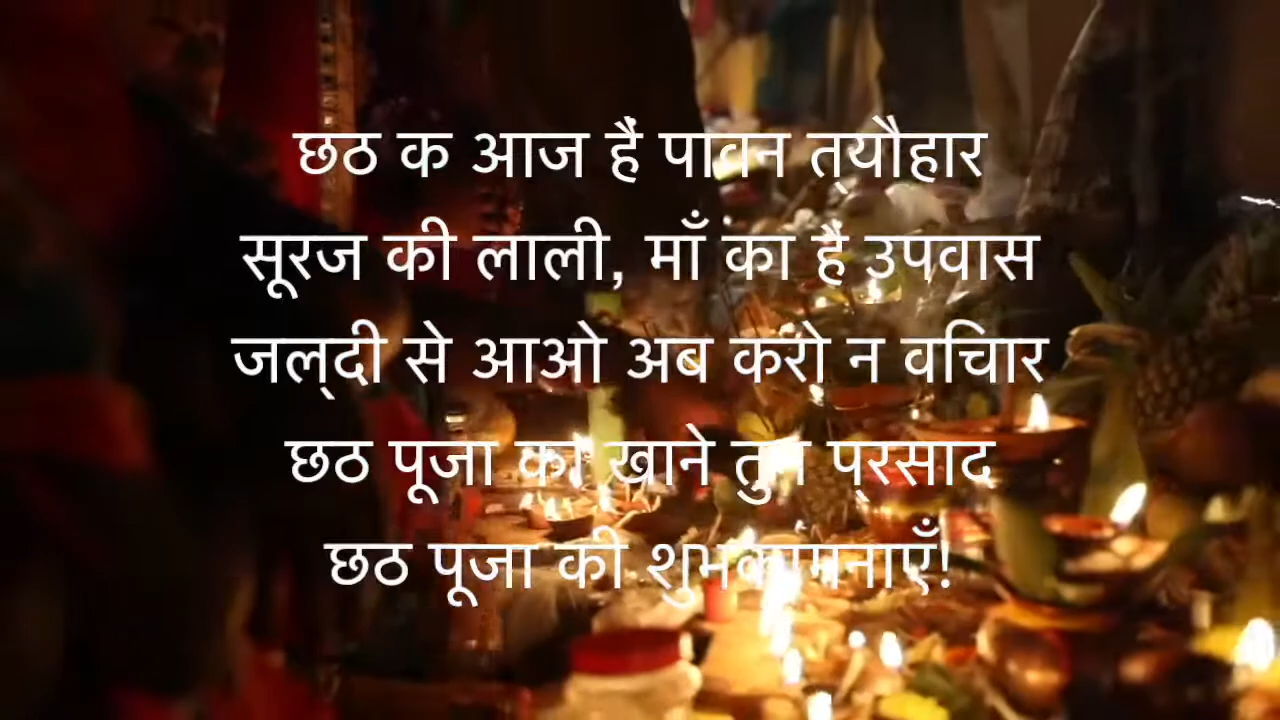 छठ क आज हैं पावन त्‌यौहार
सूरज की लाली, माँ का हैं उपवास
जल्‌दी से आओ अब करो न वचिार
छठ पूजा का खाने तुम प्‌रसाद
छठ पूजा की शुभकामनाएँ!